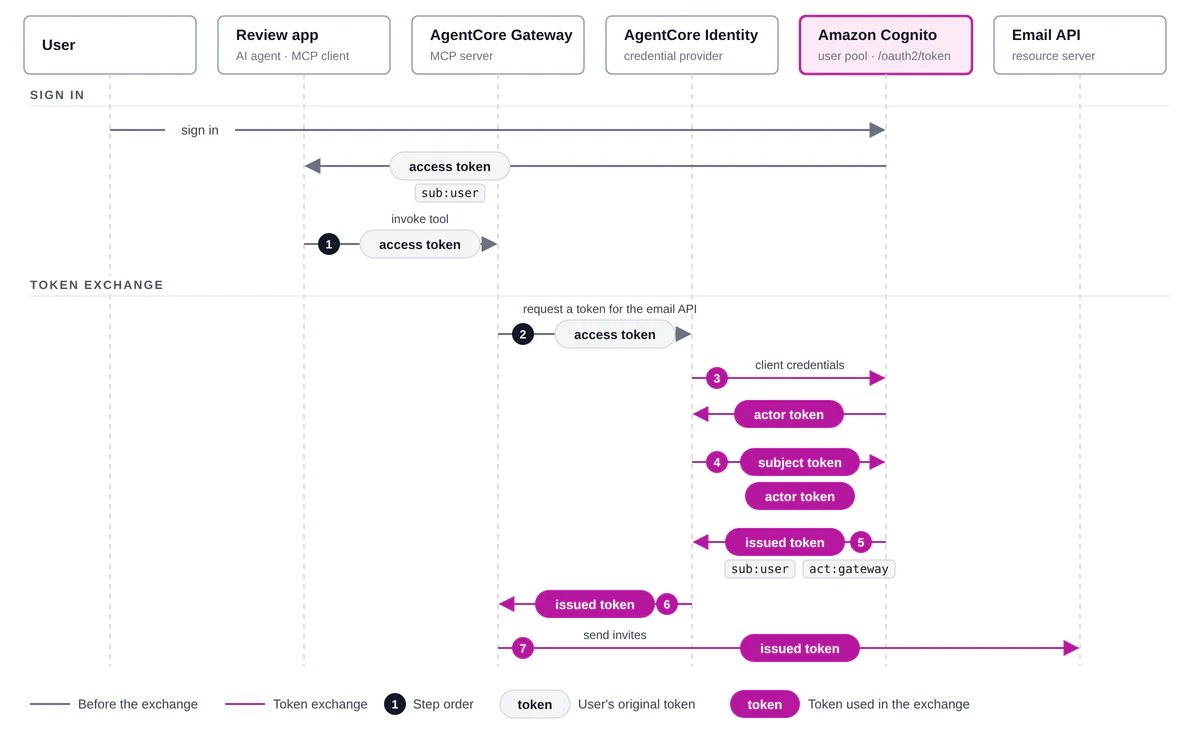 User
Review app
AI agent · MCP client
AgentCore Gateway
MCP server
AgentCore Identity
credential provider
Amazon Cognito
user pool · /oauth2/token
Email API
resource server
SIGN IN
sign in
access token
sub:user
invoke tool
1
access token
TOKEN EXCHANGE
request a token for the email API
2
access token
client credentials
3
actor token
4
subject token
actor token
issued token
5
sub:user
act:gateway
issued token
6
send invites
7
issued token
Before the exchange
Token exchange
1
Step order
token
User's original token
token
Token used in the exchange